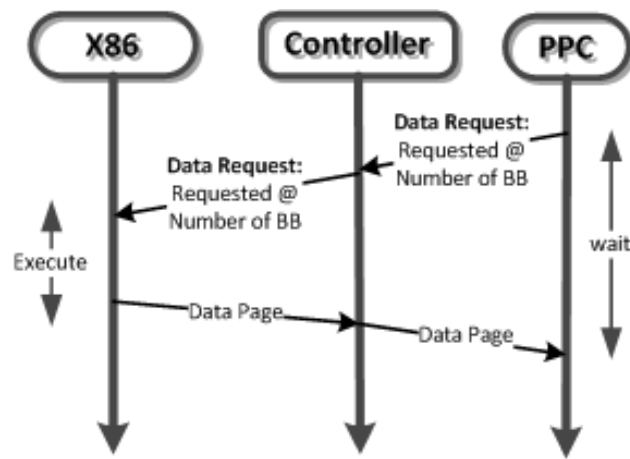 X86
Controller
PPC
Data Request:
Requested @
Number of BB
Data Request:
Requested @
Number of BB
wait
Execute
Data Page
Data Page